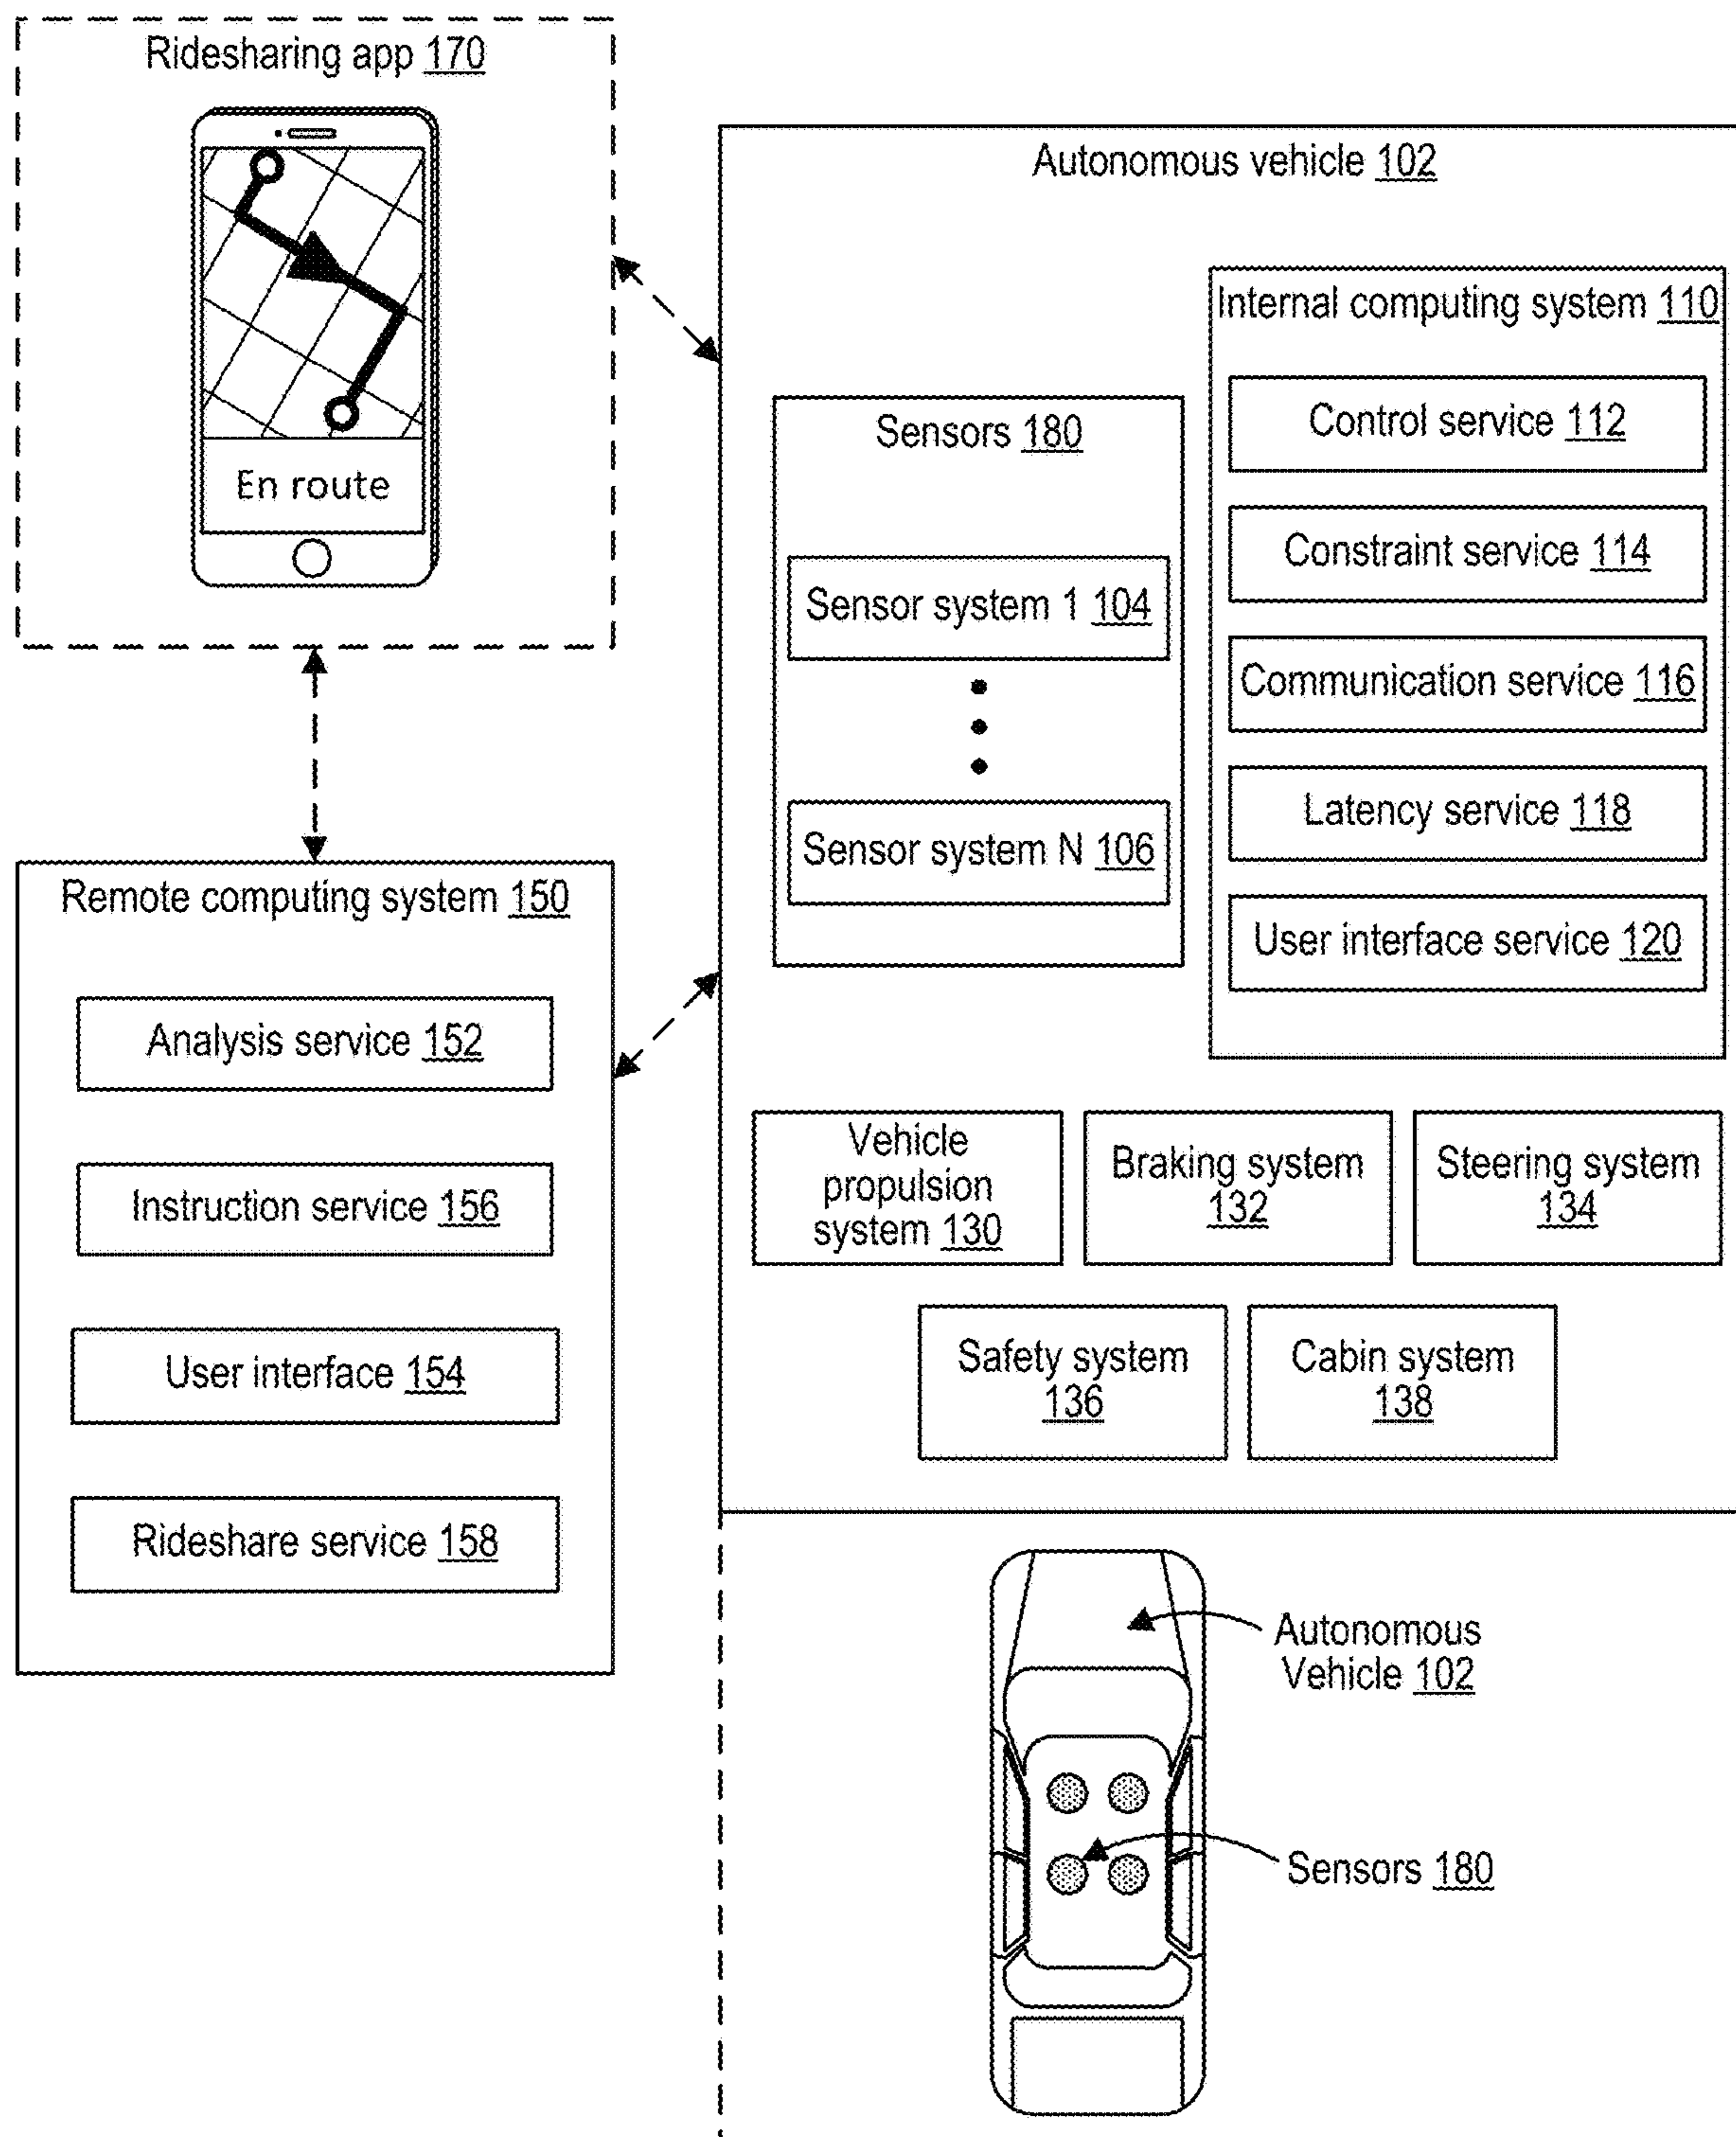 Ridesharing app 170
En route
Remote computing system 150
Analysis service 152
Instruction service 156
User interface 154
Rideshare service 158
Autonomous vehicle 102
Sensors 180
Sensor system 1 104
Sensor system N 106
Internal computing system 110
Control service 112
Constraint service 114
Communication service 116
Latency service 118
User interface service 120
Vehicle
propulsion
system 130
Braking system
132
Steering system
134
Safety system
136
Cabin system
138
Autonomous
Vehicle 102
Sensors 180